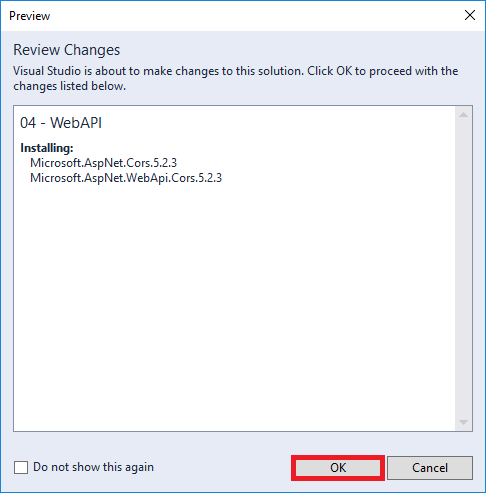 Preview
Review Changes
Visual Studio is about to make changes to this solution. Click OK to proceed with the
changes listed below.
04 - WebAPI
Installing:
Microsoft.AspNet.Cors.5.2.3
Microsoft.AspNet.WebApi.Cors.5.2.3
Do not show this again
OK
Cancel